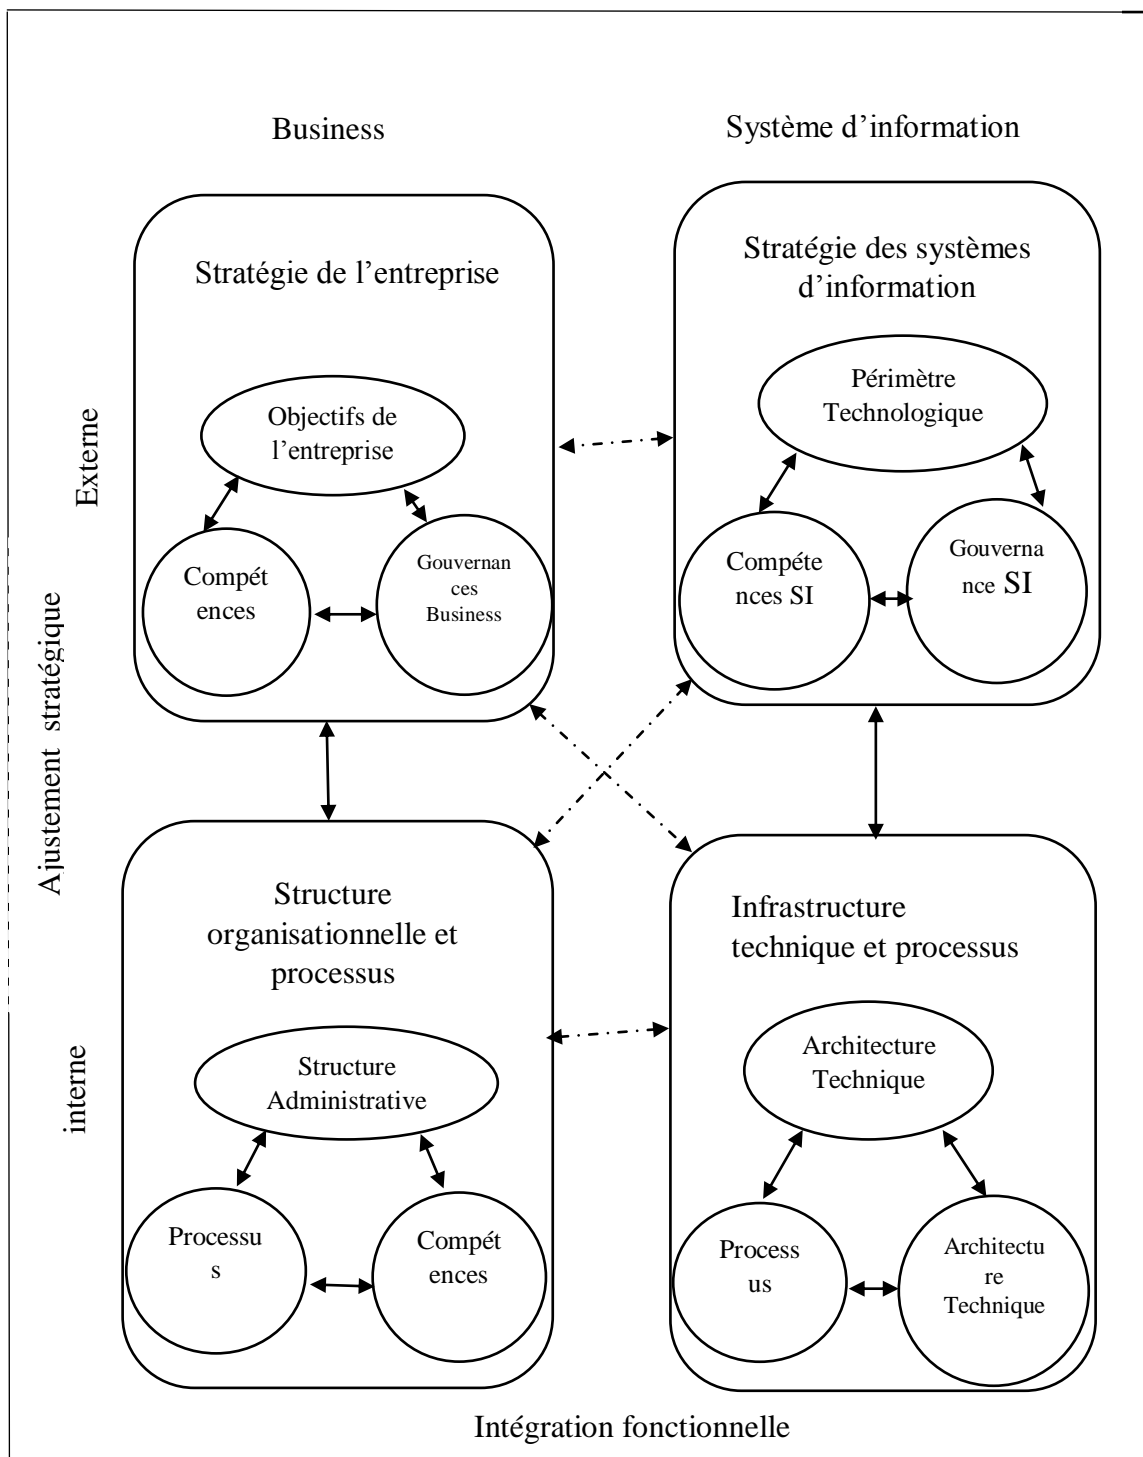 Business
Système d’information
Stratégie de l’entreprise
Objectifs de
l’entreprise
Compét
ences
Gouvernan
ces
Business
Stratégie des systèmes
d’information
Périmètre
Technologique
Compéte
nces SI
Gouverna
nce SI
Externe
Ajustement stratégique
interne
Structure
organisationnelle et
processus
Structure
Administrative
Processu
s
Compét
ences
Infrastructure
technique et processus
Architecture
Technique
Process
us
Architectu
re
Technique
Intégration fonctionnelle